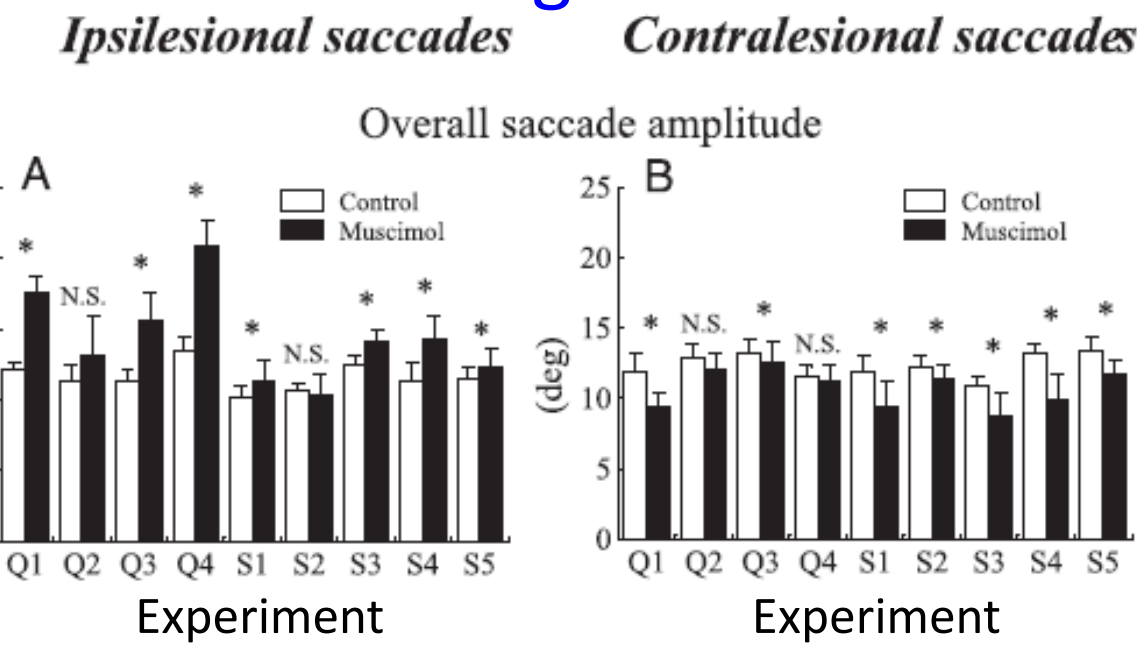 g
Ipsilesional saccades Contralesional saccades
Overall saccade amplitude
A
Control
Muscimol
*
N.S.
*
*
*
N.S.
*
*
*
Q1 Q2 Q3 Q4 S1 S2 S3 S4 S5
Experiment
B
Control
Muscimol
(deg)
25
20
15
10
5
0
*
N.S.
*
N.S.
*
*
*
*
*
Q1 Q2 Q3 Q4 S1 S2 S3 S4 S5
Experiment